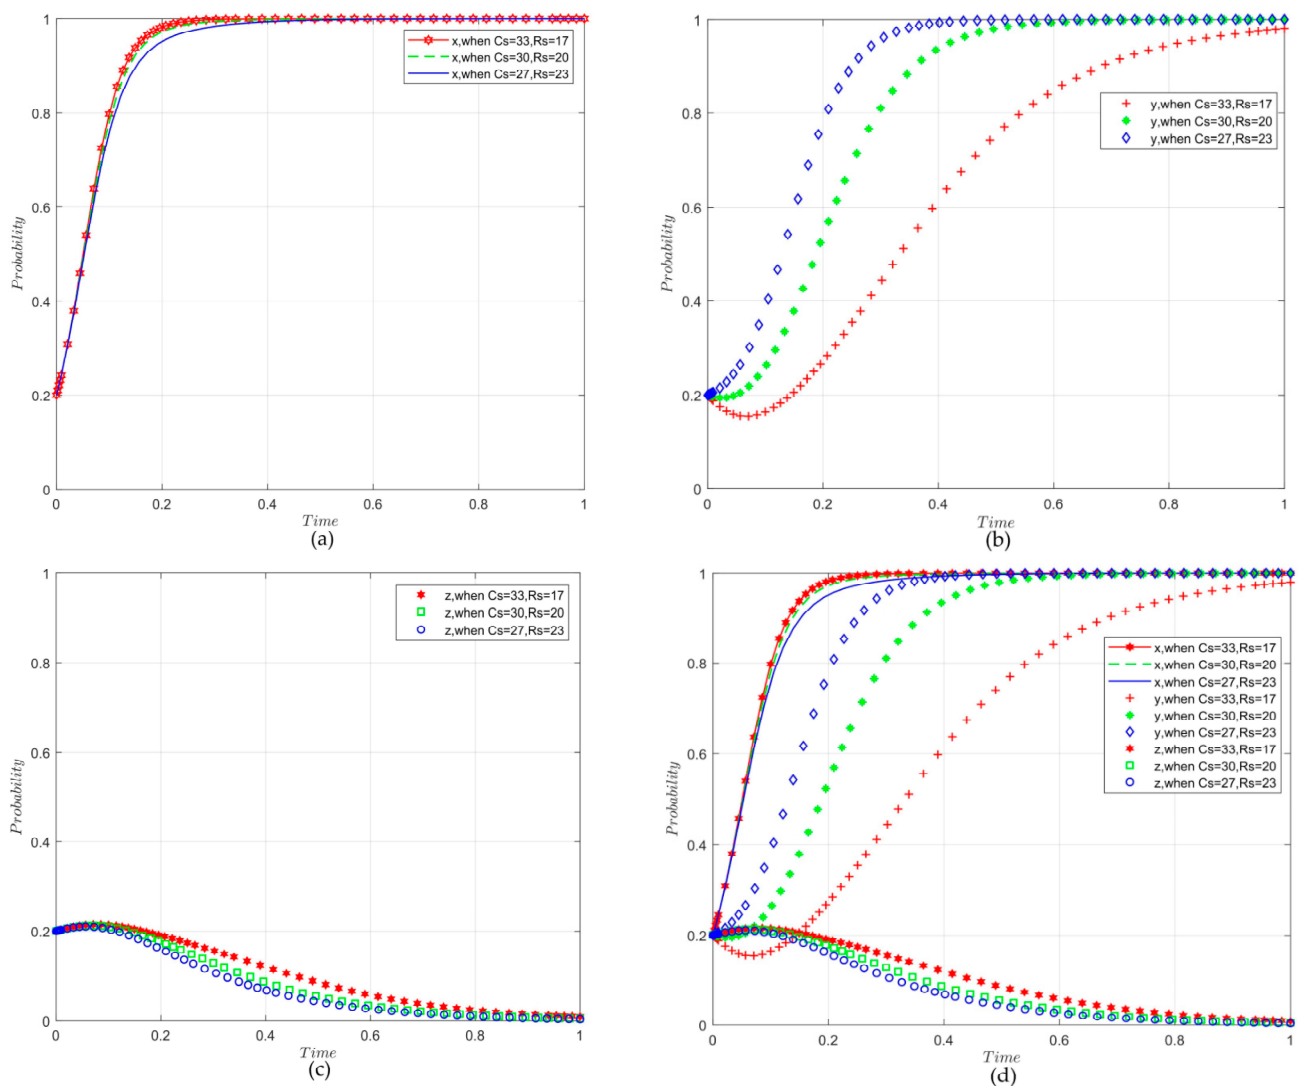 1
0.8
0.6
0.4
0.2
0
Probability
x,when Cs=33,Rs=17
x,when Cs=30,Rs=20
x,when Cs=27,Rs=23
0 0.2 0.4 0.6 0.8 1
Time
(a)
1
0.8
0.6
0.4
0.2
0
Probability
y,when Cs=33,Rs=17
y,when Cs=30,Rs=20
y,when Cs=27,Rs=23
0 0.2 0.4 0.6 0.8 1
Time
(b)
1
0.8
0.6
0.4
0.2
0
Probability
z,when Cs=33,Rs=17
z,when Cs=30,Rs=20
z,when Cs=27,Rs=23
0 0.2 0.4 0.6 0.8 1
Time
(c)
1
0.8
0.6
0.4
0.2
0
Probability
x,when Cs=33,Rs=17
x,when Cs=30,Rs=20
x,when Cs=27,Rs=23
y,when Cs=33,Rs=17
y,when Cs=30,Rs=20
y,when Cs=27,Rs=23
z,when Cs=33,Rs=17
z,when Cs=30,Rs=20
z,when Cs=27,Rs=23
0 0.2 0.4 0.6 0.8 1
Time
(d)